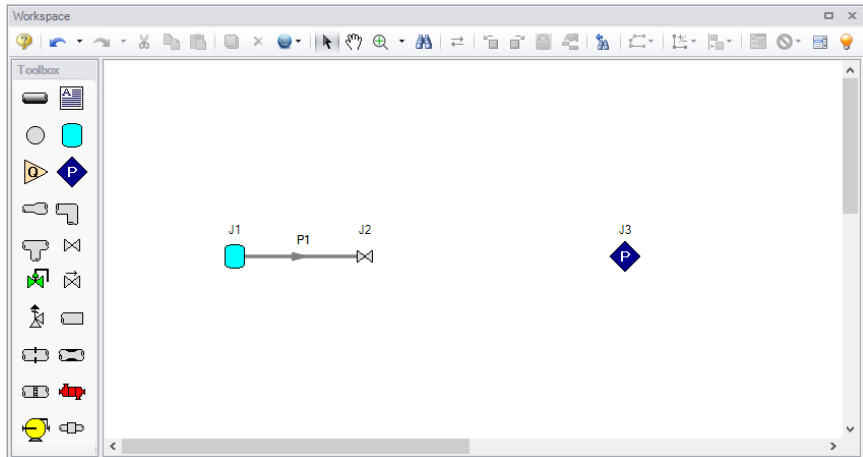 Workspace
Toolbox
A
Q P
J1 P1 J2 J3
P